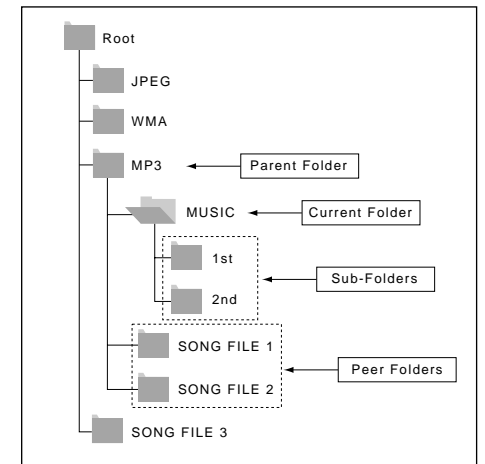 Root
JPEG
WMA
MP3
Parent Folder
MUSIC
Current Folder
1st
Sub-Folders
2nd
SONG FILE 1
Peer Folders
SONG FILE 2
SONG FILE 3